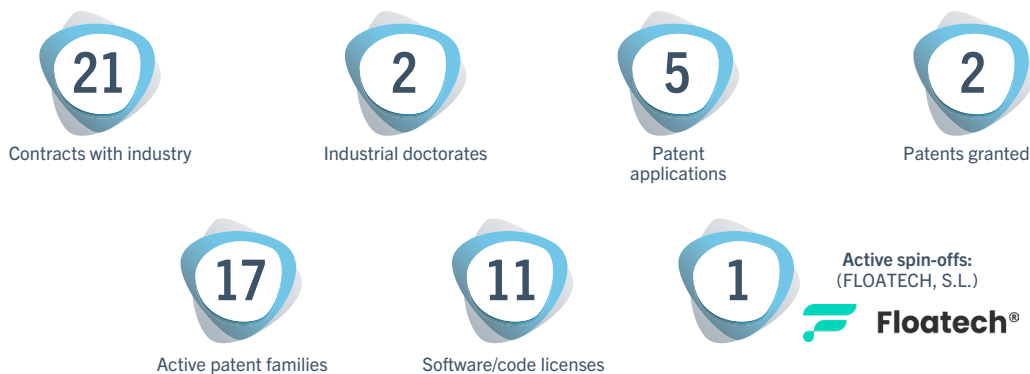 21
Contracts with industry
2
Industrial doctorates
5
Patent
applications
2
Patents granted
17
Active patent families
11
Software/code licenses
1
Active spin-offs:
(FLOATECH, S.L.)
Floatech®